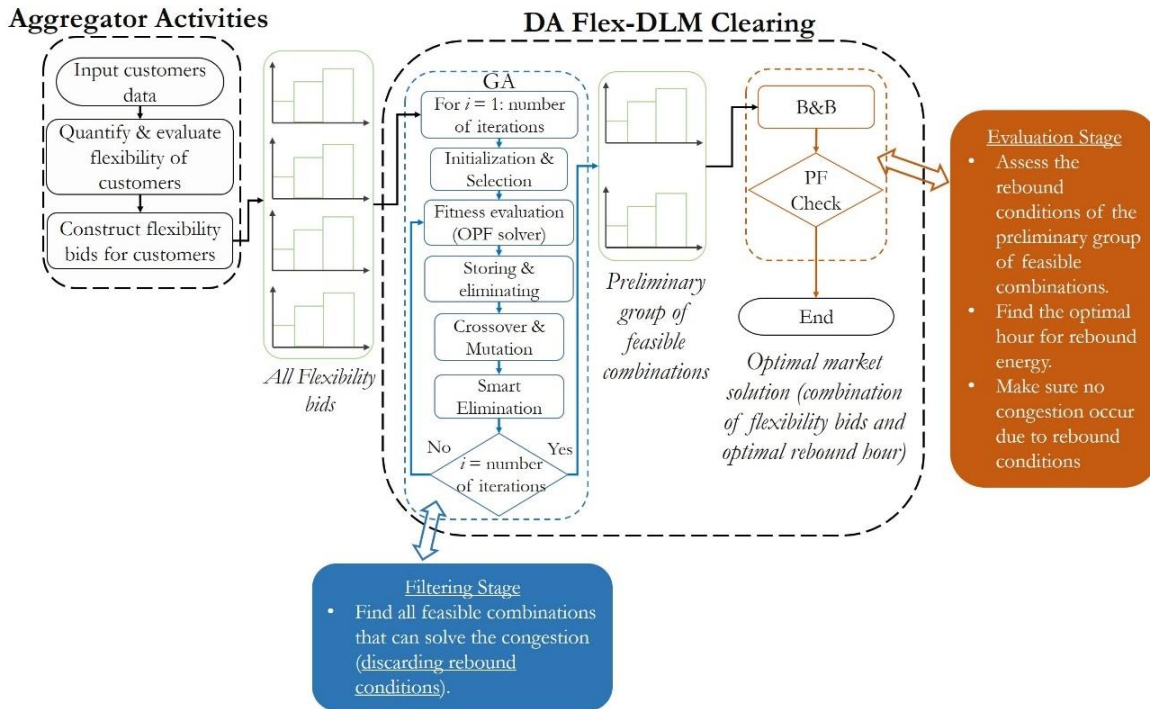 Aggregator Activities
Input customers
data
Quantify & evaluate
flexibility of
customers
Construct flexibility
bids for customers
All Flexibility
bids
DA Flex-DLM Clearing
GA
For i = 1: number
of iterations
Initialization &
Selection
Fitness evaluation
(OPF solver)
Storing &
eliminating
Crossover &
Mutation
Smart
Elimination
No
Yes
i = number
of iterations
Preliminary
group of
feasible
combinations
B&B
PF
Check
End
Optimal market
solution (combination
of flexibility bids and
optimal rebound hour)
Evaluation Stage
• Assess the
rebound
conditions of the
preliminary group
of feasible
combinations.
• Find the optimal
hour for rebound
energy.
• Make sure no
congestion occur
due to rebound
conditions
Filtering Stage
• Find all feasible combinations
that can solve the congestion
(discarding rebound
conditions).